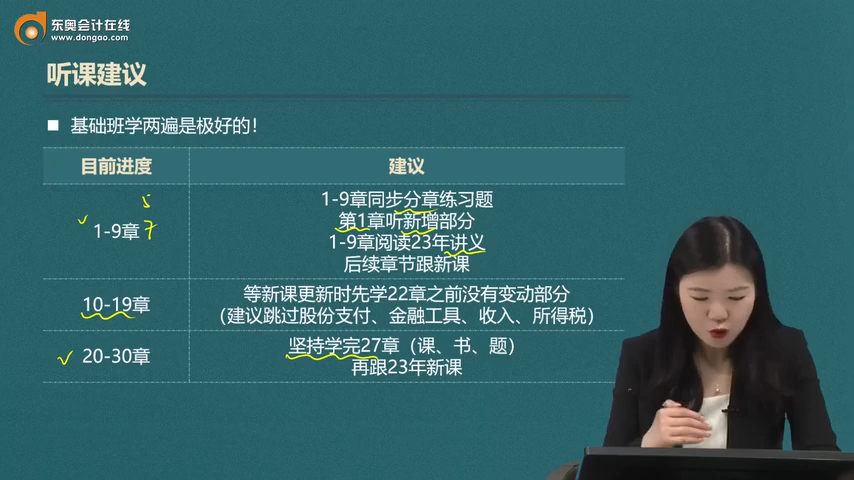 东奥会计在线
www.dongao.com
听课建议
■ 基础班学两遍是极好的！
目前进度
建议
1-9章
5
7
1-9章同步分章练习题
第1章听新增部分
1-9章阅读23年讲义
后续章节跟新课
10-19章
等新课更新时先学22章之前没有变动部分
（建议跳过股份支付、金融工具、收入、所得税）
20-30章
坚持学完27章（课、书、题）
再跟23年新课